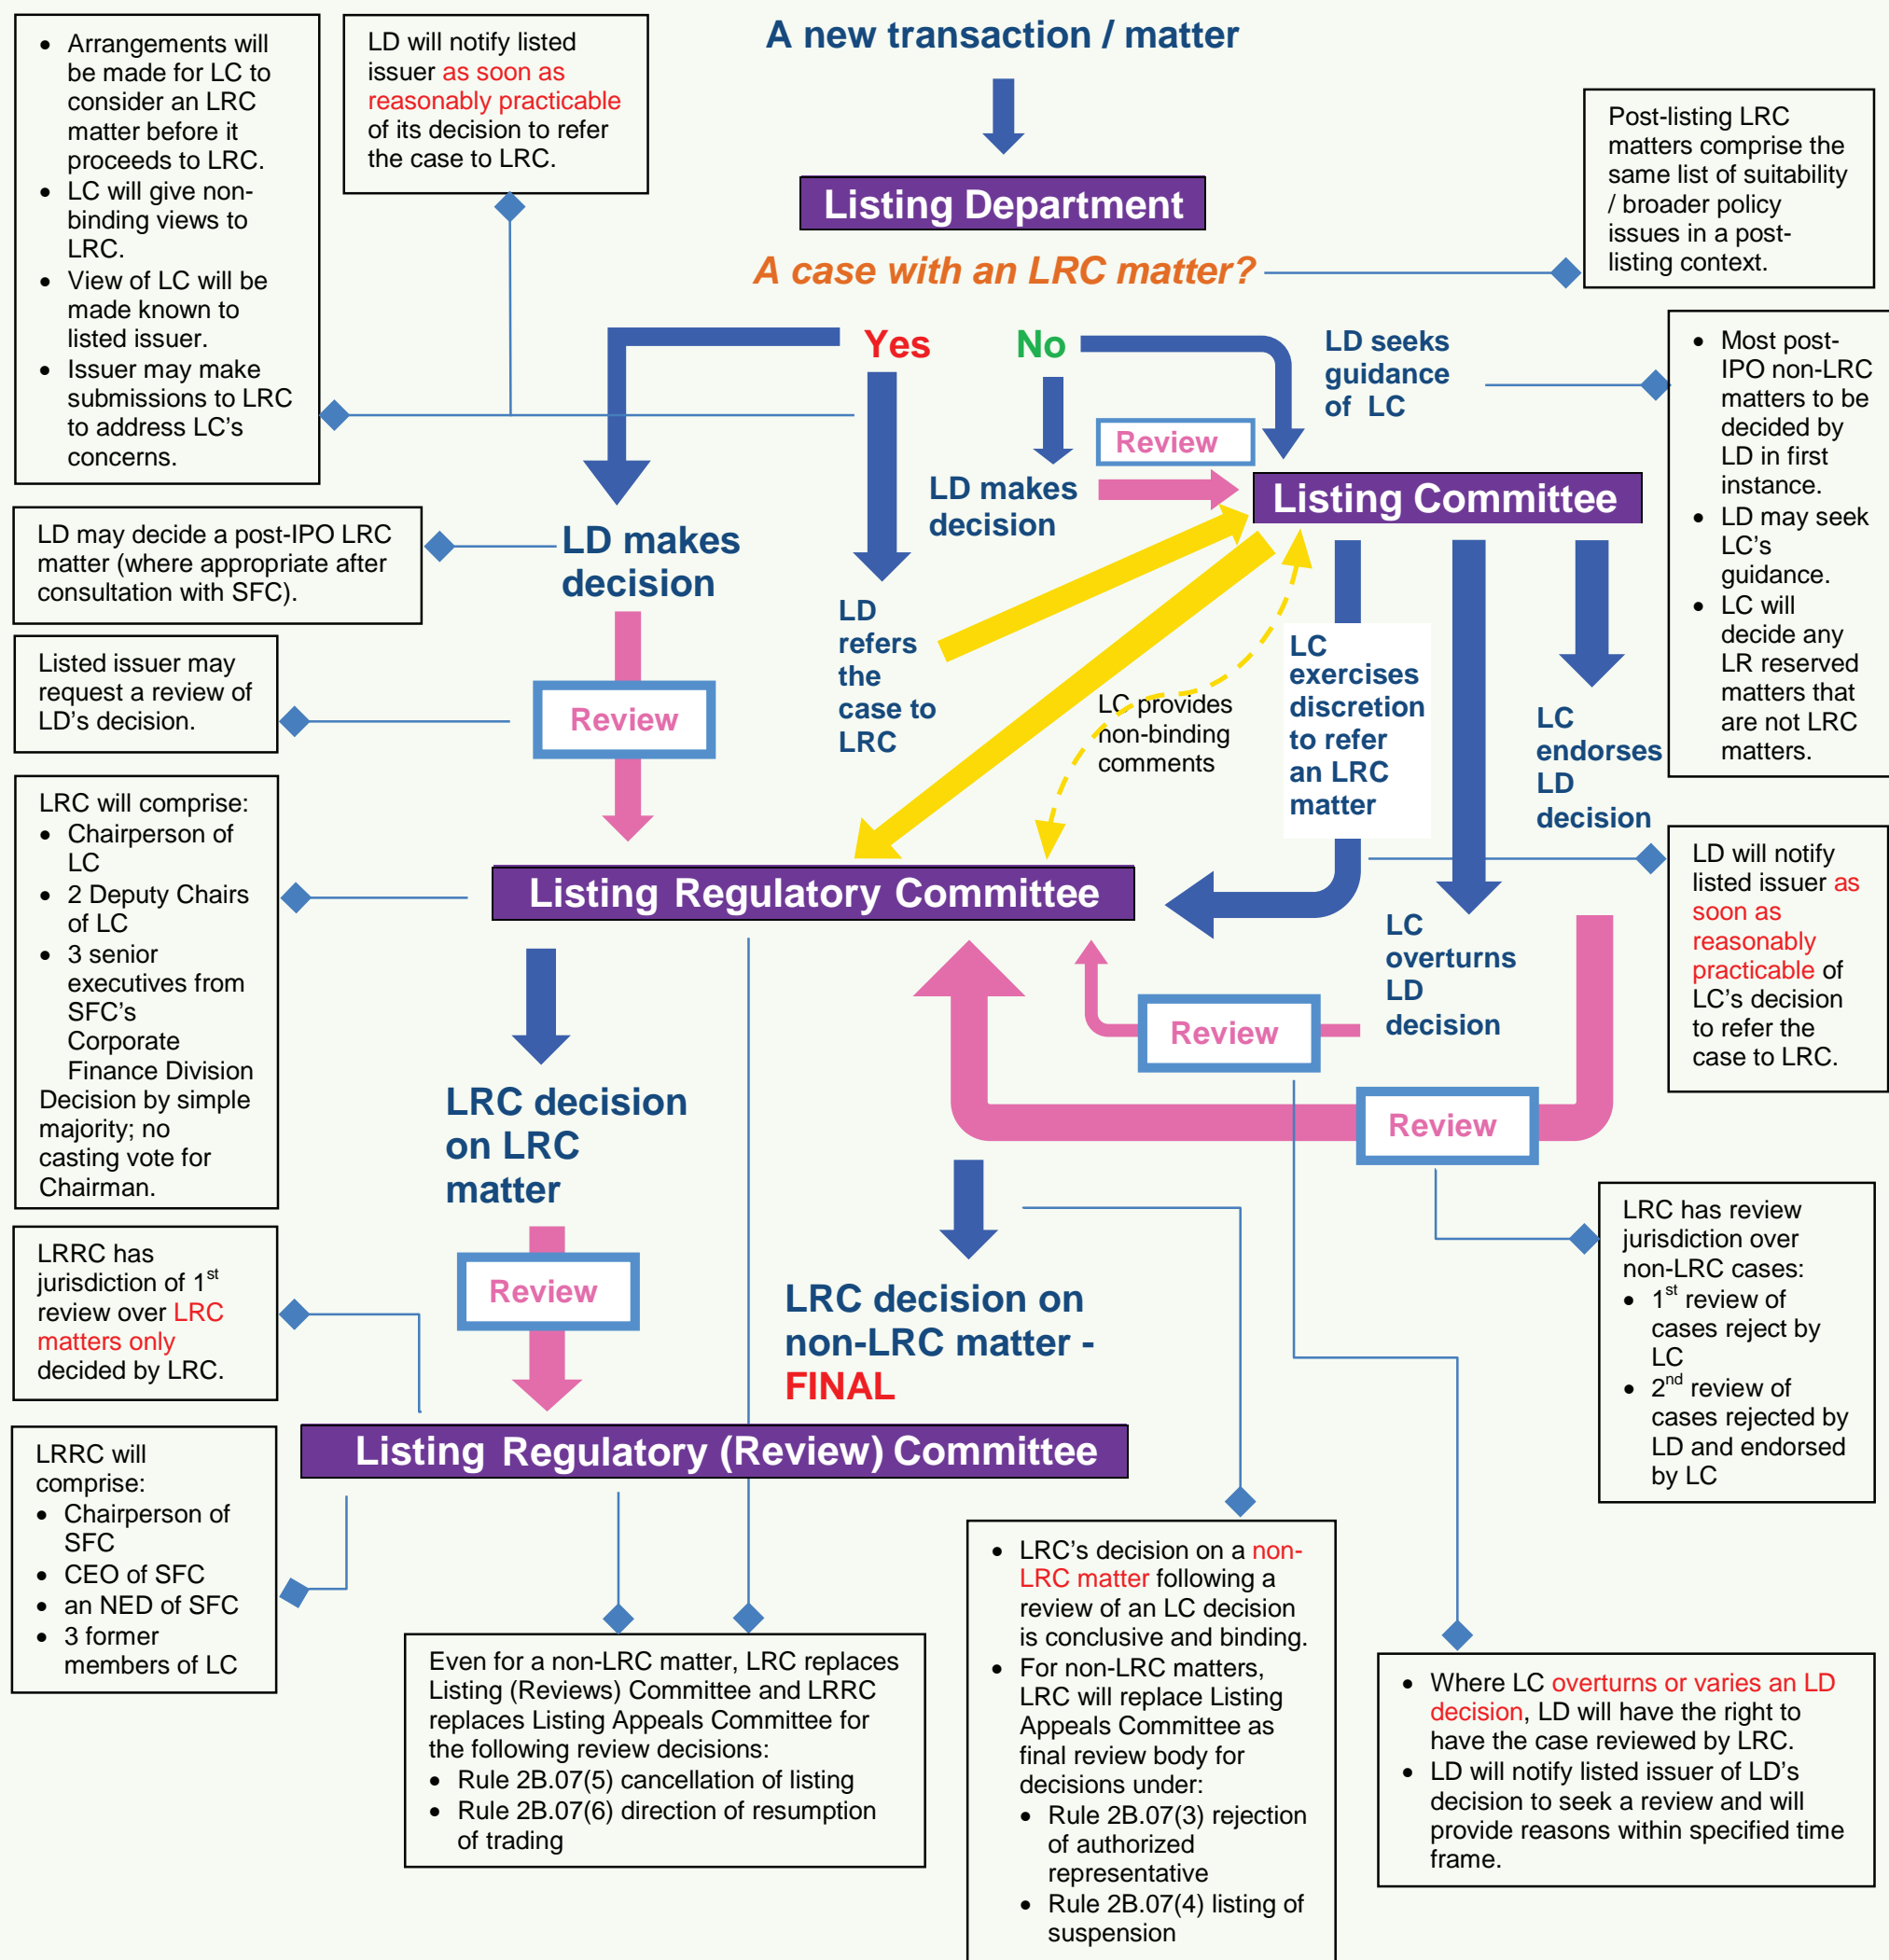 A new transaction / matter
• Arrangements will
be made for LC to
consider an LRC
matter before it
proceeds to LRC.
• LC will give non-
binding views to
LRC.
• View of LC will be
made known to
listed issuer.
• Issuer may make
submissions to LRC
to address LC's
concerns.
LD will notify listed
issuer as soon as
reasonably practicable
of its decision to refer
the case to LRC.
Listing Department
A case with an LRC matter?
Post-listing LRC
matters comprise the
same list of suitability
/ broader policy
issues in a post-
listing context.
Yes
No
LD seeks
guidance
of LC
• Most post-
IPO non-LRC
matters to be
decided by
LD in first
instance.
• LD may seek
LC's
guidance.
• LC will
decide any
LR reserved
matters that
are not LRC
matters.
Review
LD makes
decision
Listing Committee
LD may decide a post-IPO LRC
matter (where appropriate after
consultation with SFC).
LD makes
decision
LD
refers
the
case to
LRC
LC provides
non-binding
comments
LC
exercises
discretion
to refer
an LRC
matter
LC
endorses
LD
decision
Listed issuer may
request a review of
LD's decision.
Review
LRC will comprise:
• Chairperson of
LC
• 2 Deputy Chairs
of LC
• 3 senior
executives from
SFC's
Corporate
Finance Division
Decision by simple
majority; no
casting vote for
Chairman.
Listing Regulatory Committee
LD will notify
listed issuer as
soon as
reasonably
practicable of
LC's decision
to refer the
case to LRC.
LC
overturns
LD
decision
Review
Review
LRC decision
on LRC
matter
LRC has review
jurisdiction over
non-LRC cases:
• 1st review of
cases reject by
LC
• 2nd review of
cases rejected by
LD and endorsed
by LC
LRRC has
jurisdiction of 1st
review over LRC
matters only
decided by LRC.
Review
LRC decision on
non-LRC matter -
FINAL
Listing Regulatory (Review) Committee
LRRC will
comprise:
• Chairperson of
SFC
• CEO of SFC
• an NED of SFC
• 3 former
members of LC
Even for a non-LRC matter, LRC replaces
Listing (Reviews) Committee and LRRC
replaces Listing Appeals Committee for
the following review decisions:
• Rule 2B.07(5) cancellation of listing
• Rule 2B.07(6) direction of resumption
of trading
• LRC's decision on a non-
LRC matter following a
review of an LC decision
is conclusive and binding.
• For non-LRC matters,
LRC will replace Listing
Appeals Committee as
final review body for
decisions under:
• Rule 2B.07(3) rejection
of authorized
representative
• Rule 2B.07(4) listing of
suspension
• Where LC overturns or varies an LD
decision, LD will have the right to
have the case reviewed by LRC.
• LD will notify listed issuer of LD's
decision to seek a review and will
provide reasons within specified time
frame.